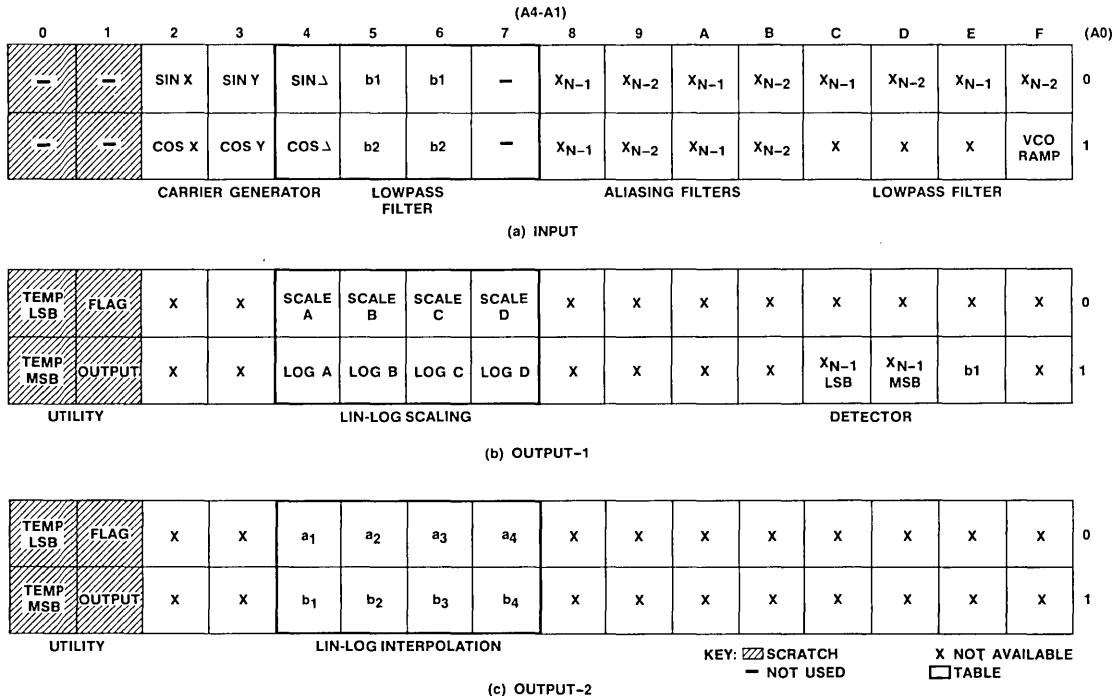 (A4-A1)
0 1 2 3 4 5 6 7 8 9 A B C D E F (A0)
– – SIN X SIN Y SIN⊿ b1 b1 – XN−1 XN−2 XN−1 XN−2 XN−1 XN−2 XN−1 XN−2 0
– – COS X COS Y COS⊿ b2 b2 – XN−1 XN−2 XN−1 XN−2 X X X VCO RAMP 1
CARRIER GENERATOR LOWPASS FILTER ALIASING FILTERS LOWPASS FILTER
(a) INPUT
TEMP LSB FLAG X X SCALE A SCALE B SCALE C SCALE D X X X X X X X X 0
TEMP MSB OUTPUT X X LOG A LOG B LOG C LOG D X X X X XN−1 LSB XN−1 MSB b1 X 1
UTILITY LIN-LOG SCALING DETECTOR
(b) OUTPUT-1
TEMP LSB FLAG X X a1 a2 a3 a4 X X X X X X X X 0
TEMP MSB OUTPUT X X b1 b2 b3 b4 X X X X X X X X 1
UTILITY LIN-LOG INTERPOLATION
KEY: SCRATCH X NOT AVAILABLE
– NOT USED TABLE
(c) OUTPUT-2